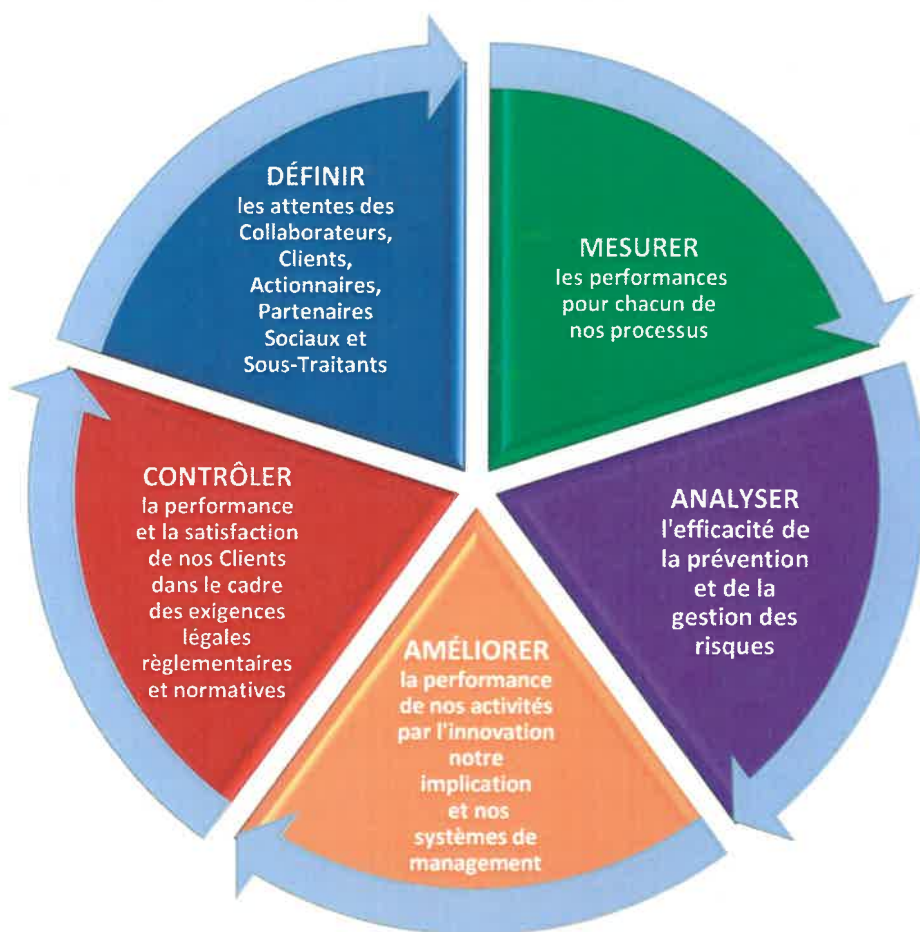 DÉFINIR
les attentes des
Collaborateurs,
Clients,
Actionnaires,
Partenaires
Sociaux et
Sous-Traitants
MESURER
les performances
pour chacun de
nos processus
ANALYSER
l'efficacité de
la prévention
et de la
gestion des
risques
AMÉLIORER
la performance
de nos activités
par l'innovation
notre
implication
et nos
systèmes de
management
CONTRÔLER
la performance
et la satisfaction
de nos Clients
dans le cadre
des exigences
légales
règlementaires
et normatives